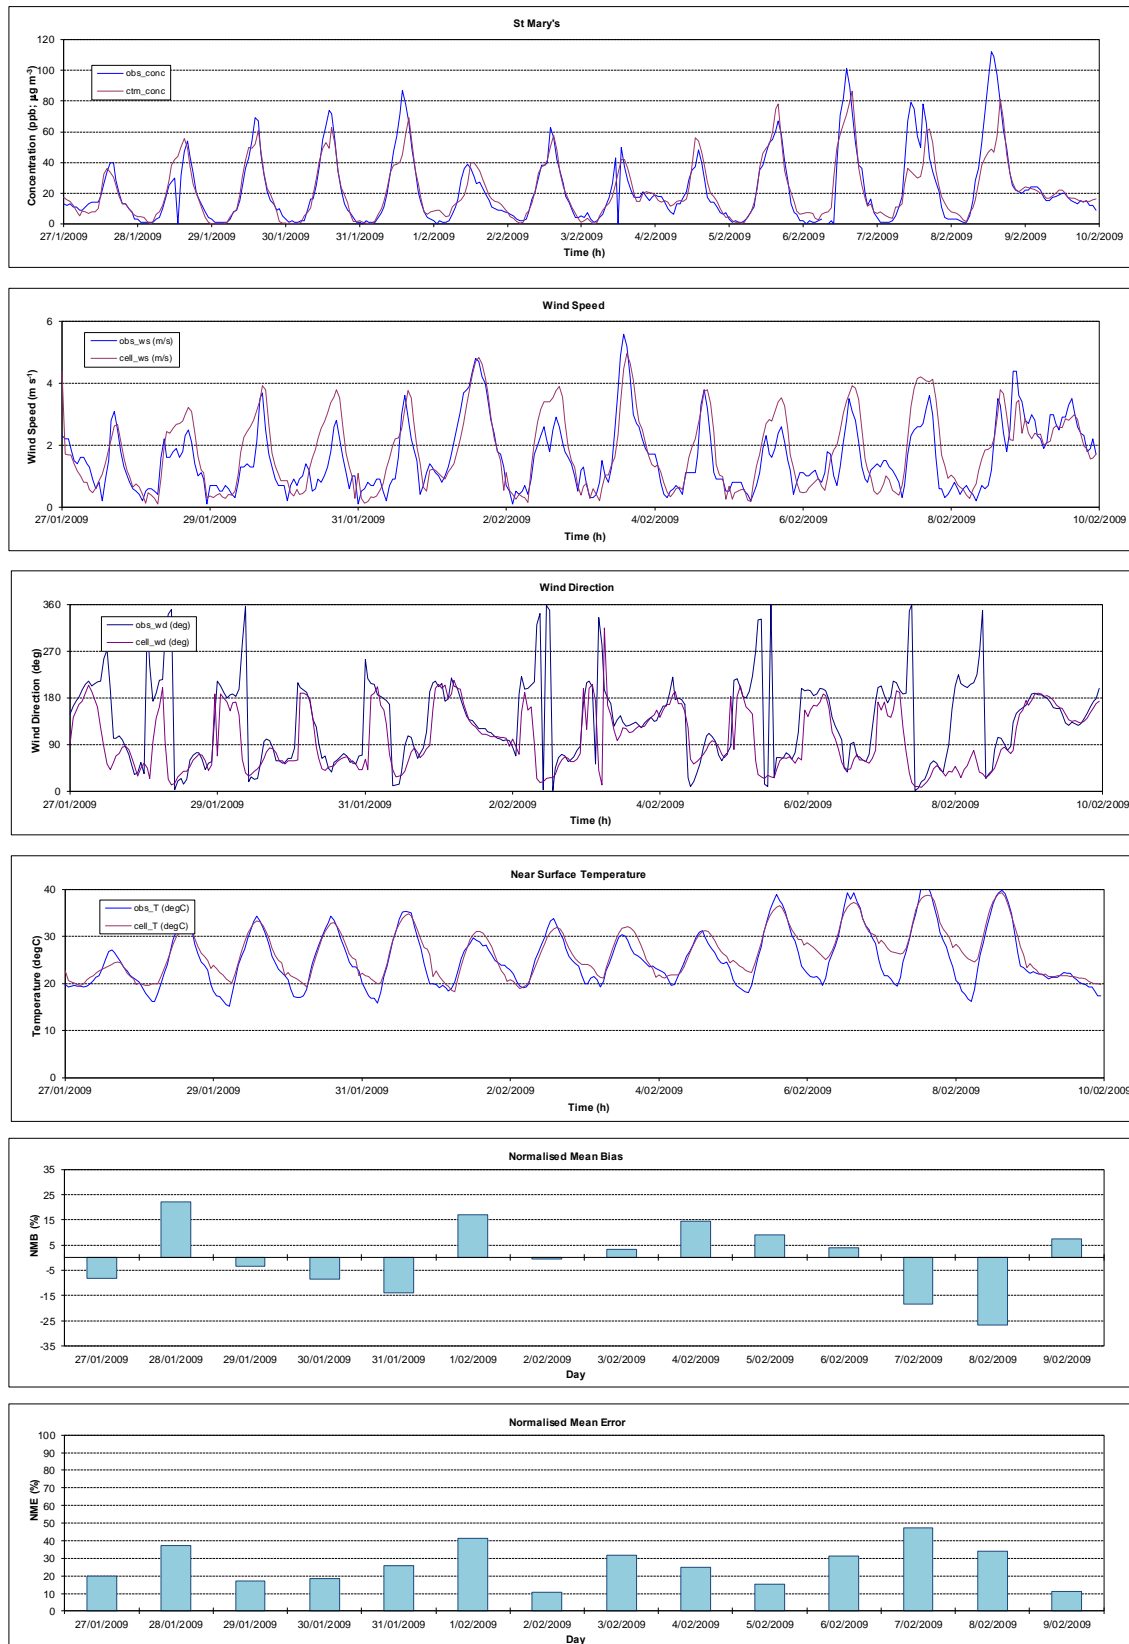 St Mary's
Concentration (ppb; µg m-3)
120
100
80
60
40
20
0
obs_conc
ctm_conc
27/1/2009 28/1/2009 29/1/2009 30/1/2009 31/1/2009 1/2/2009 2/2/2009 3/2/2009 4/2/2009 5/2/2009 6/2/2009 7/2/2009 8/2/2009 9/2/2009 10/2/2009
Time (h)
Wind Speed
Wind Speed (m s-1)
6
4
2
0
obs_ws (m/s)
cell_ws (m/s)
27/01/2009 29/01/2009 31/01/2009 2/02/2009 4/02/2009 6/02/2009 8/02/2009 10/02/2009
Time (h)
Wind Direction
Wind Direction (deg)
360
270
180
90
0
obs_wd (deg)
cell_wd (deg)
27/01/2009 29/01/2009 31/01/2009 2/02/2009 4/02/2009 6/02/2009 8/02/2009 10/02/2009
Time (h)
Near Surface Temperature
Temperature (degC)
40
30
20
10
0
obs_T (degC)
cell_T (degC)
27/01/2009 29/01/2009 31/01/2009 2/02/2009 4/02/2009 6/02/2009 8/02/2009 10/02/2009
Time (h)
Normalised Mean Bias
NMB (%)
35
25
15
5
-5
-15
-25
-35
27/01/2009 28/01/2009 29/01/2009 30/01/2009 31/01/2009 1/02/2009 2/02/2009 3/02/2009 4/02/2009 5/02/2009 6/02/2009 7/02/2009 8/02/2009 9/02/2009
Day
Normalised Mean Error
NME (%)
100
90
80
70
60
50
40
30
20
10
0
27/01/2009 28/01/2009 29/01/2009 30/01/2009 31/01/2009 1/02/2009 2/02/2009 3/02/2009 4/02/2009 5/02/2009 6/02/2009 7/02/2009 8/02/2009 9/02/2009
Day